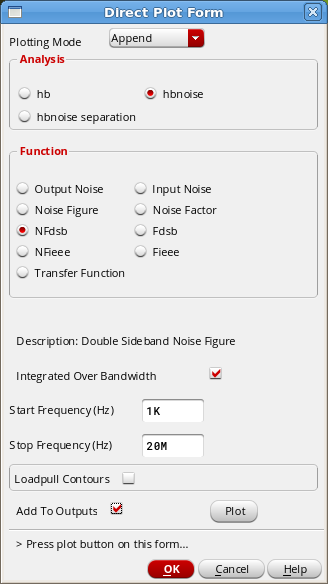 Direct Plot Form
Plotting Mode Append
Analysis
hb hbnoise
hbnoise separation
Function
Output Noise Input Noise
Noise Figure Noise Factor
NFdsb Fdsb
NFieee Fieee
Transfer Function
Description: Double Sideband Noise Figure
Integrated Over Bandwidth
Start Frequency (Hz) 1K
Stop Frequency (Hz) 20M
Loadpull Contours
Add To Outputs Plot
> Press plot button on this form...
OK Cancel Help